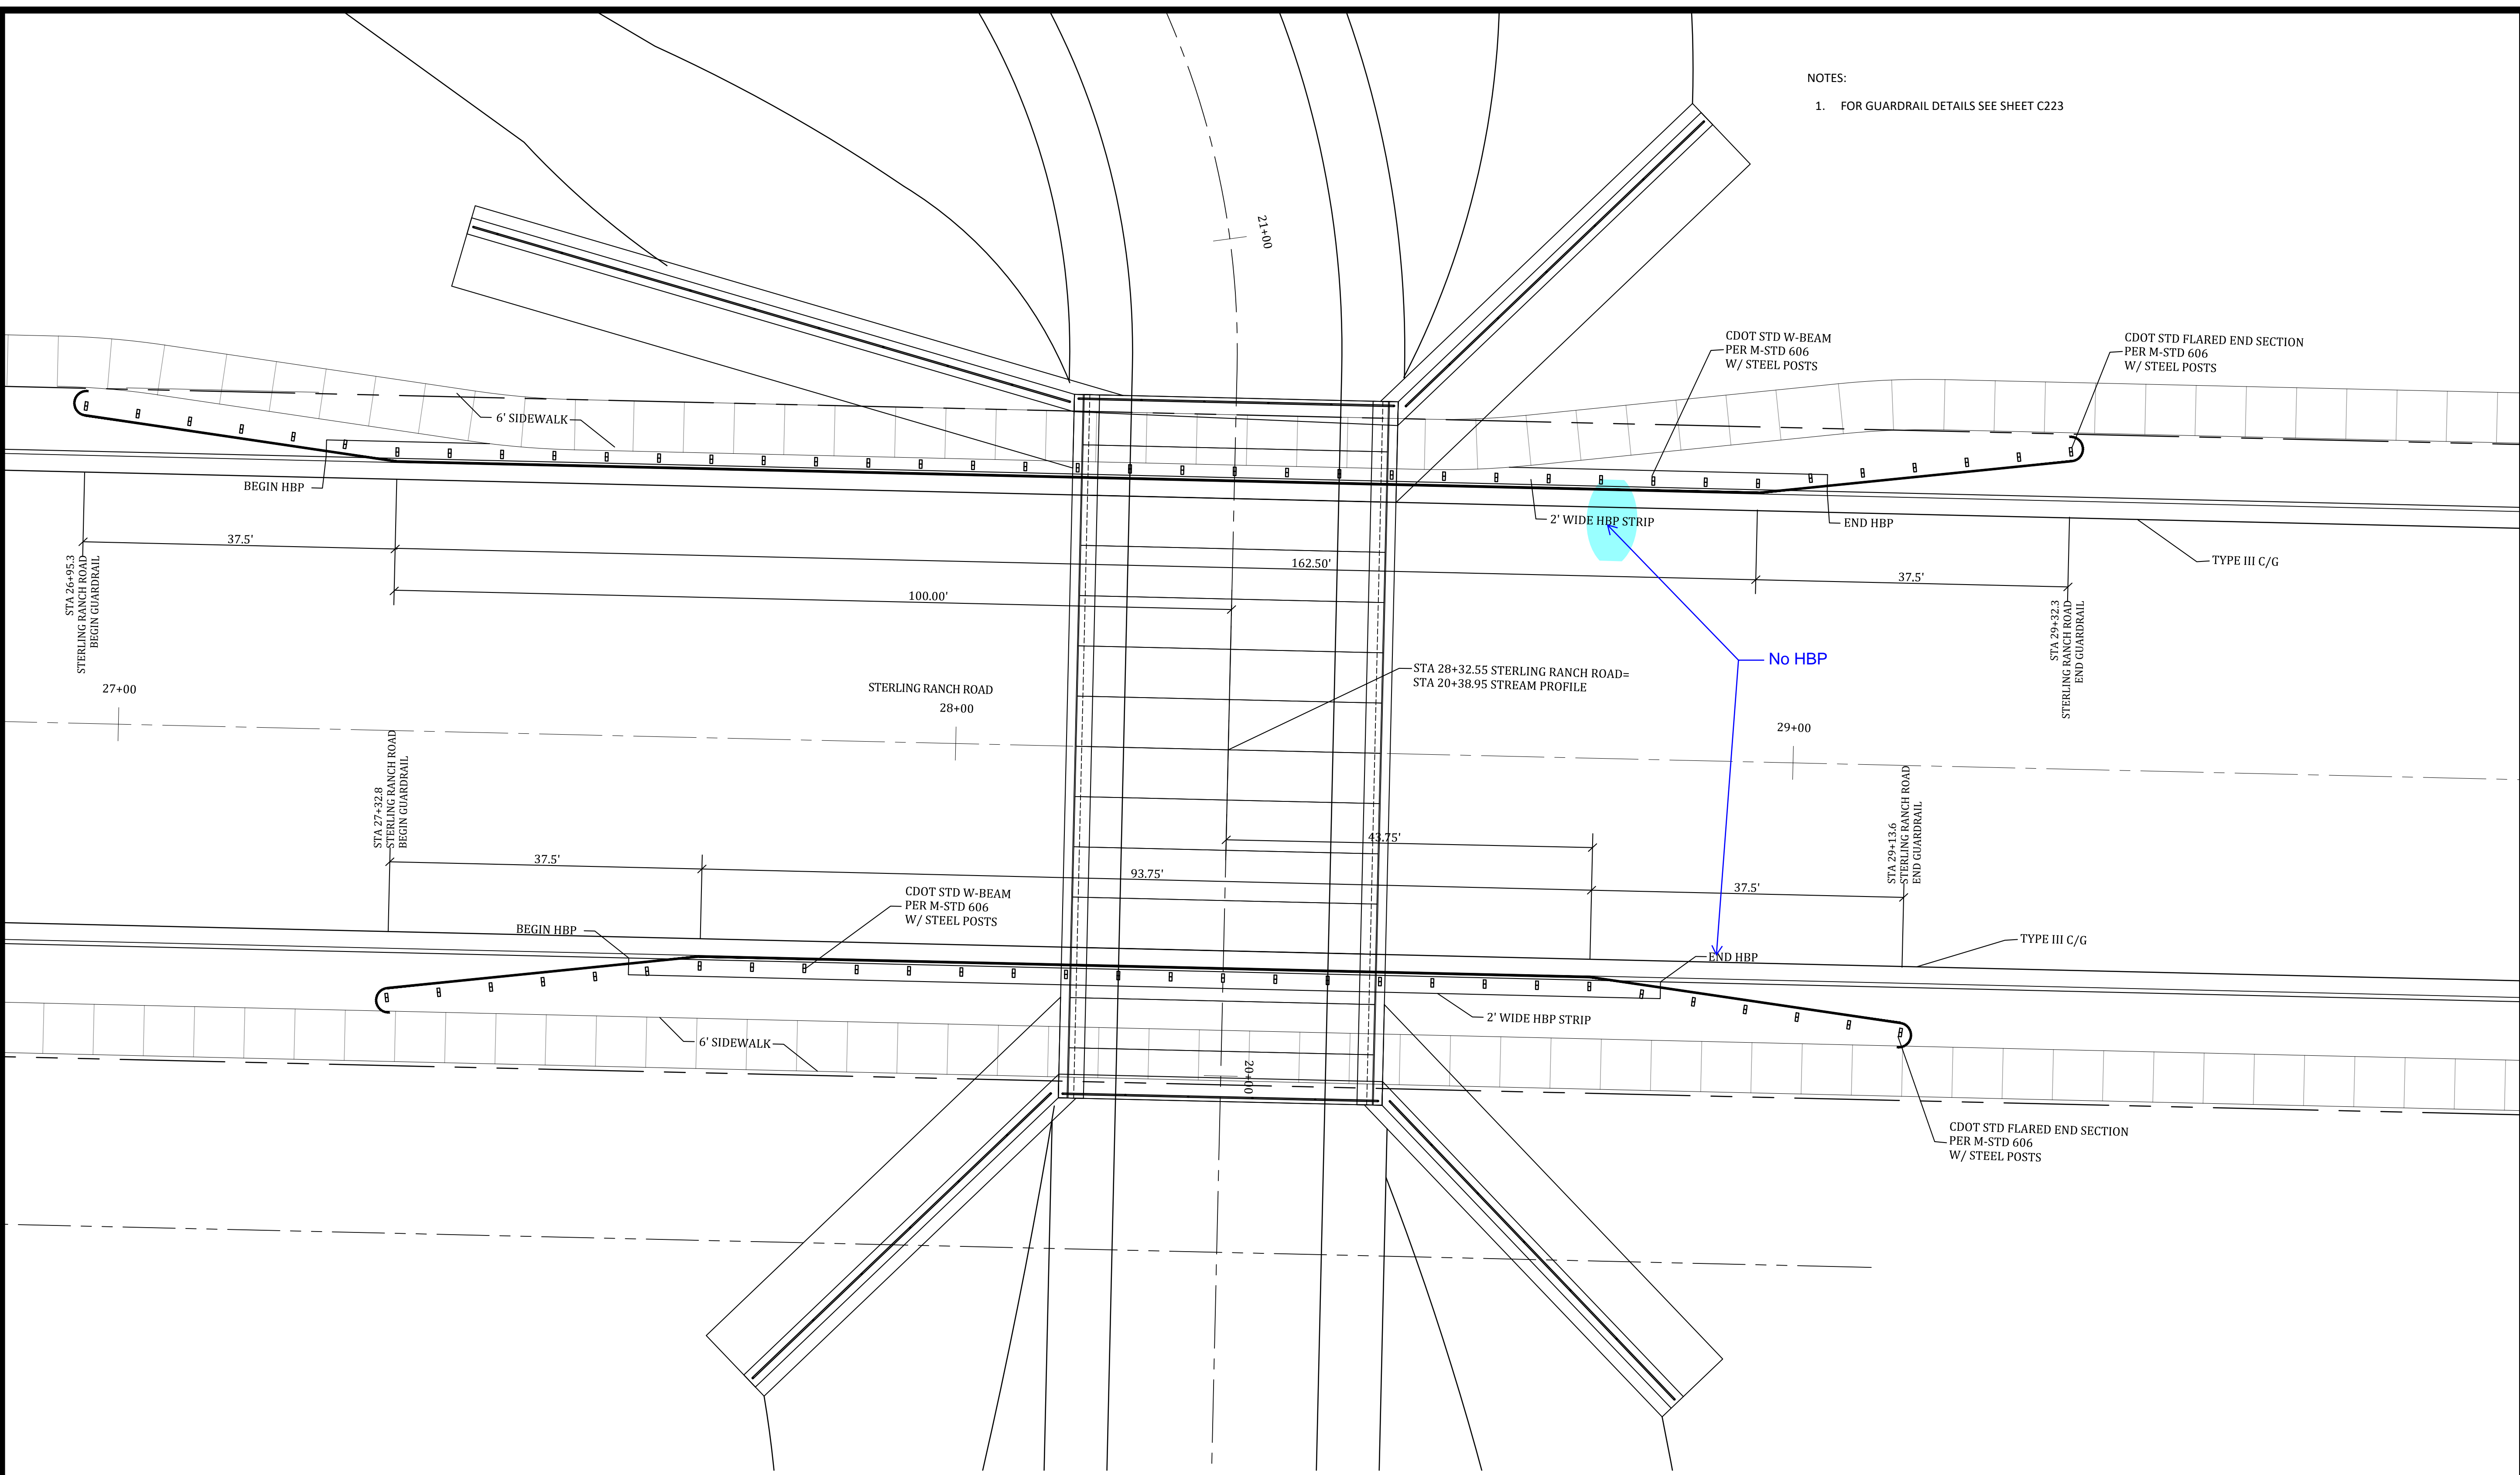 NOTES:
1. FOR GUARDRAIL DETAILS SEE SHEET C223
21+00
CDOT STD W-BEAM
PER M-STD 606
W/ STEEL POSTS
CDOT STD FLARED END SECTION
PER M-STD 606
W/ STEEL POSTS
6' SIDEWALK
BEGIN HBP
2' WIDE HBP STRIP
END HBP
TYPE III C/G
37.5'
162.50'
37.5'
100.00'
STA 26+95.3
STERLING RANCH ROAD
BEGIN GUARDRAIL
STA 29+32.3
STERLING RANCH ROAD
END GUARDRAIL
No HBP
STA 28+32.55 STERLING RANCH ROAD=
STA 20+38.95 STREAM PROFILE
27+00
STERLING RANCH ROAD
28+00
29+00
STA 27+32.8
STERLING RANCH ROAD
BEGIN GUARDRAIL
STA 29+13.6
STERLING RANCH ROAD
END GUARDRAIL
43.75'
37.5'
93.75'
37.5'
CDOT STD W-BEAM
PER M-STD 606
W/ STEEL POSTS
BEGIN HBP
END HBP
TYPE III C/G
2' WIDE HBP STRIP
6' SIDEWALK
20+00
CDOT STD FLARED END SECTION
PER M-STD 606
W/ STEEL POSTS